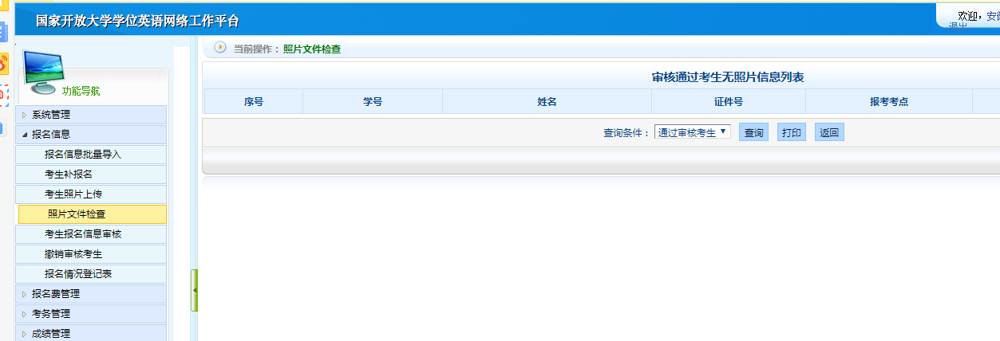 国家开放大学学位英语网络工作平台
欢迎，安徽
退出
当前操作：照片文件检查
功能导航
系统管理
报名信息
报名信息批量导入
考生补报名
考生照片上传
照片文件检查
考生报名信息审核
撤销审核考生
报名情况登记表
报名费管理
考务管理
成绩管理
审核通过考生无照片信息列表
序号 学号 姓名 证件号 报考考点
查询条件： 通过审核考生 查询 打印 返回